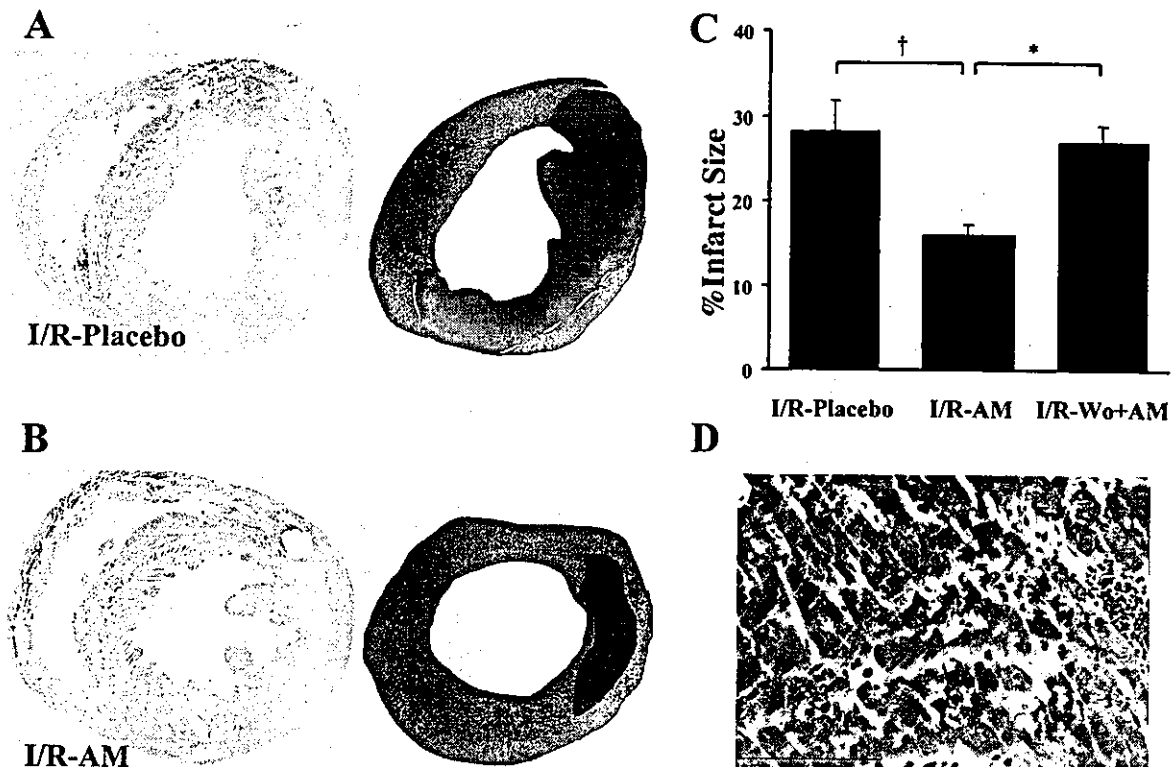 A
I/R-Placebo
B
I/R-AM
C
% Infarct Size
40
30
20
10
0
†
*
I/R-Placebo I/R-AM I/R-Wo+AM
D